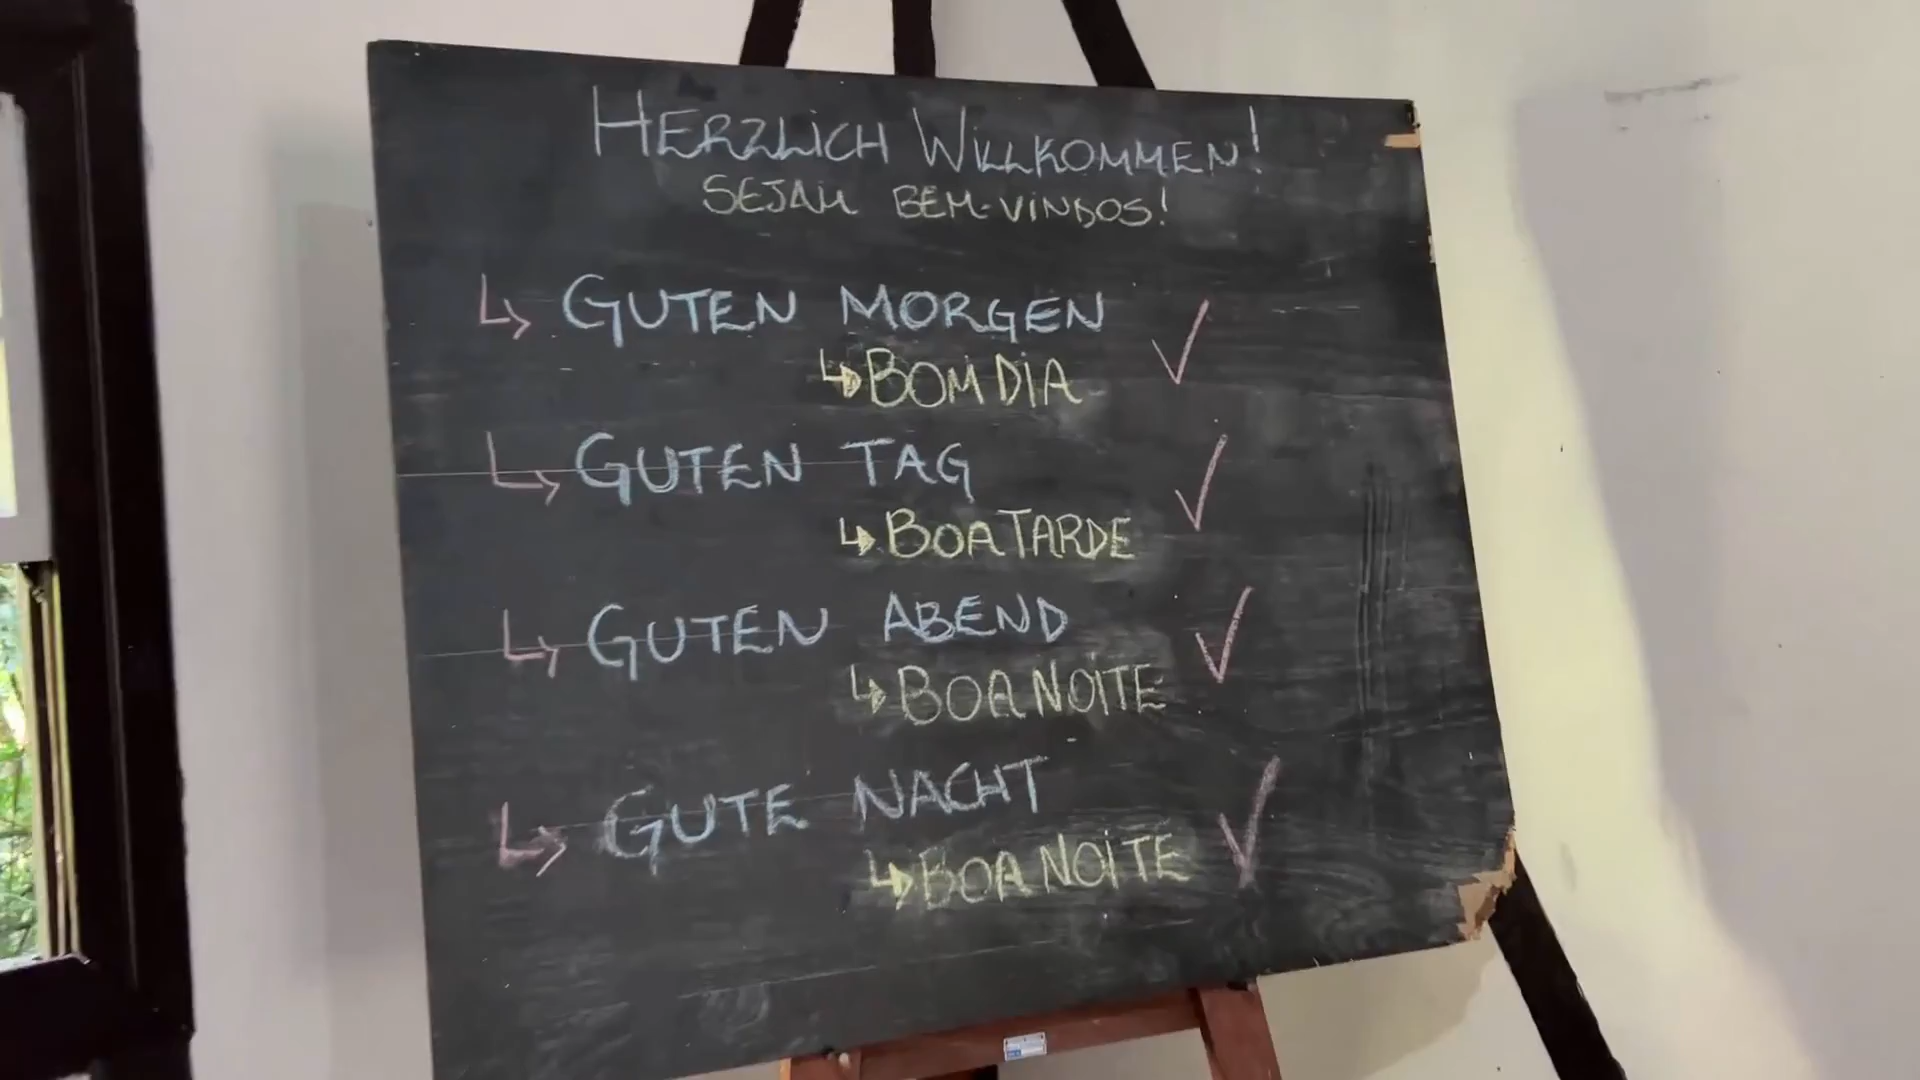 HERZLICH WILLKOMMEN!
SEJAM BEM-VINDOS!
↳ GUTEN MORGEN ✓
↳ BOM DIA
↳ GUTEN TAG ✓
↳ BOA TARDE
↳ GUTEN ABEND ✓
↳ BOA NOITE
↳ GUTE NACHT ✓
↳ BOA NOITE